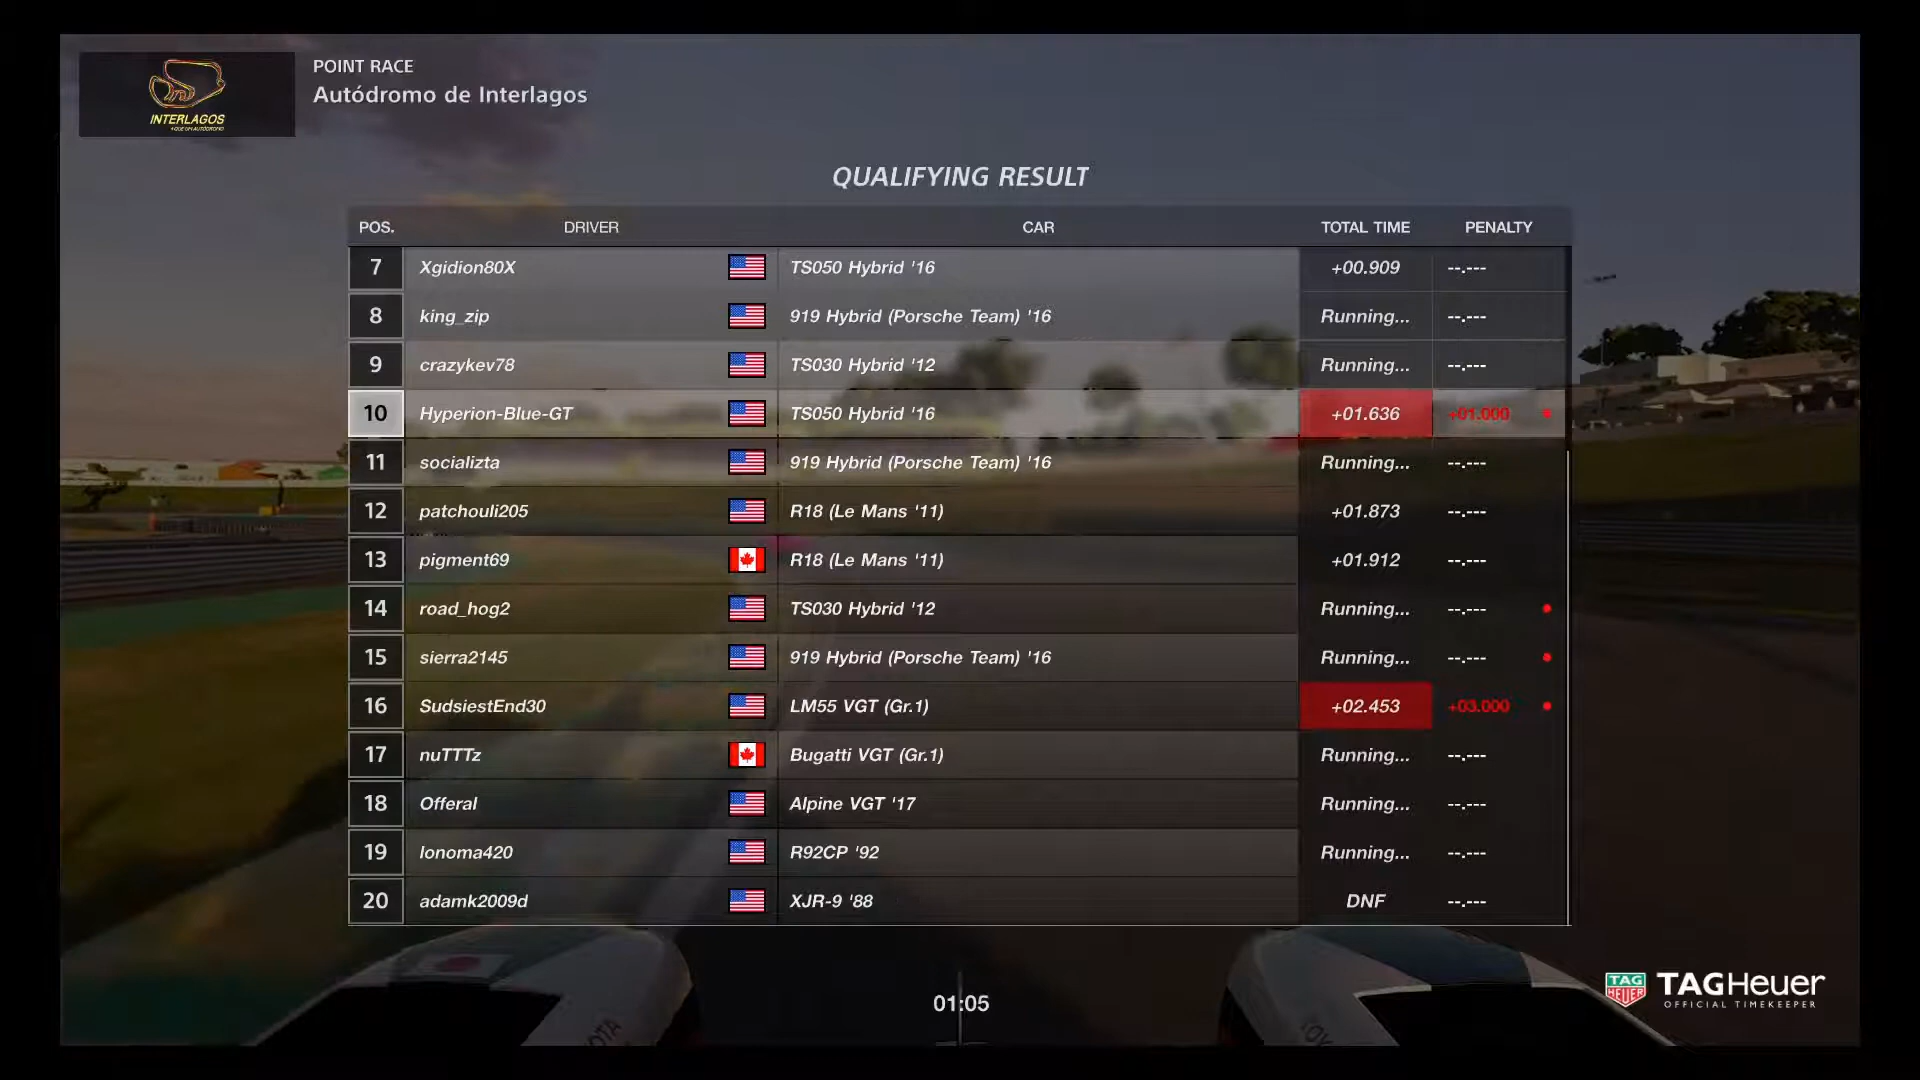 POINT RACE
Autódromo de Interlagos
INTERLAGOS
QUALIFYING RESULT
POS. DRIVER CAR TOTAL TIME PENALTY
7 Xgidion80X TS050 Hybrid '16 +00.909 --.---
8 king_zip 919 Hybrid (Porsche Team) '16 Running... --.---
9 crazykev78 TS030 Hybrid '12 Running... --.---
10 Hyperion-Blue-GT TS050 Hybrid '16 +01.636 +01.000
11 socializta 919 Hybrid (Porsche Team) '16 Running... --.---
12 patchouli205 R18 (Le Mans '11) +01.873 --.---
13 pigment69 R18 (Le Mans '11) +01.912 --.---
14 road_hog2 TS030 Hybrid '12 Running... --.---
15 sierra2145 919 Hybrid (Porsche Team) '16 Running... --.---
16 SudsiestEnd30 LM55 VGT (Gr.1) +02.453 +03.000
17 nuTTTz Bugatti VGT (Gr.1) Running... --.---
18 Offeral Alpine VGT '17 Running... --.---
19 lonoma420 R92CP '92 Running... --.---
20 adamk2009d XJR-9 '88 DNF --.---
01:05
TAG HEUER
TAGHeuer
OFFICIAL TIMEKEEPER